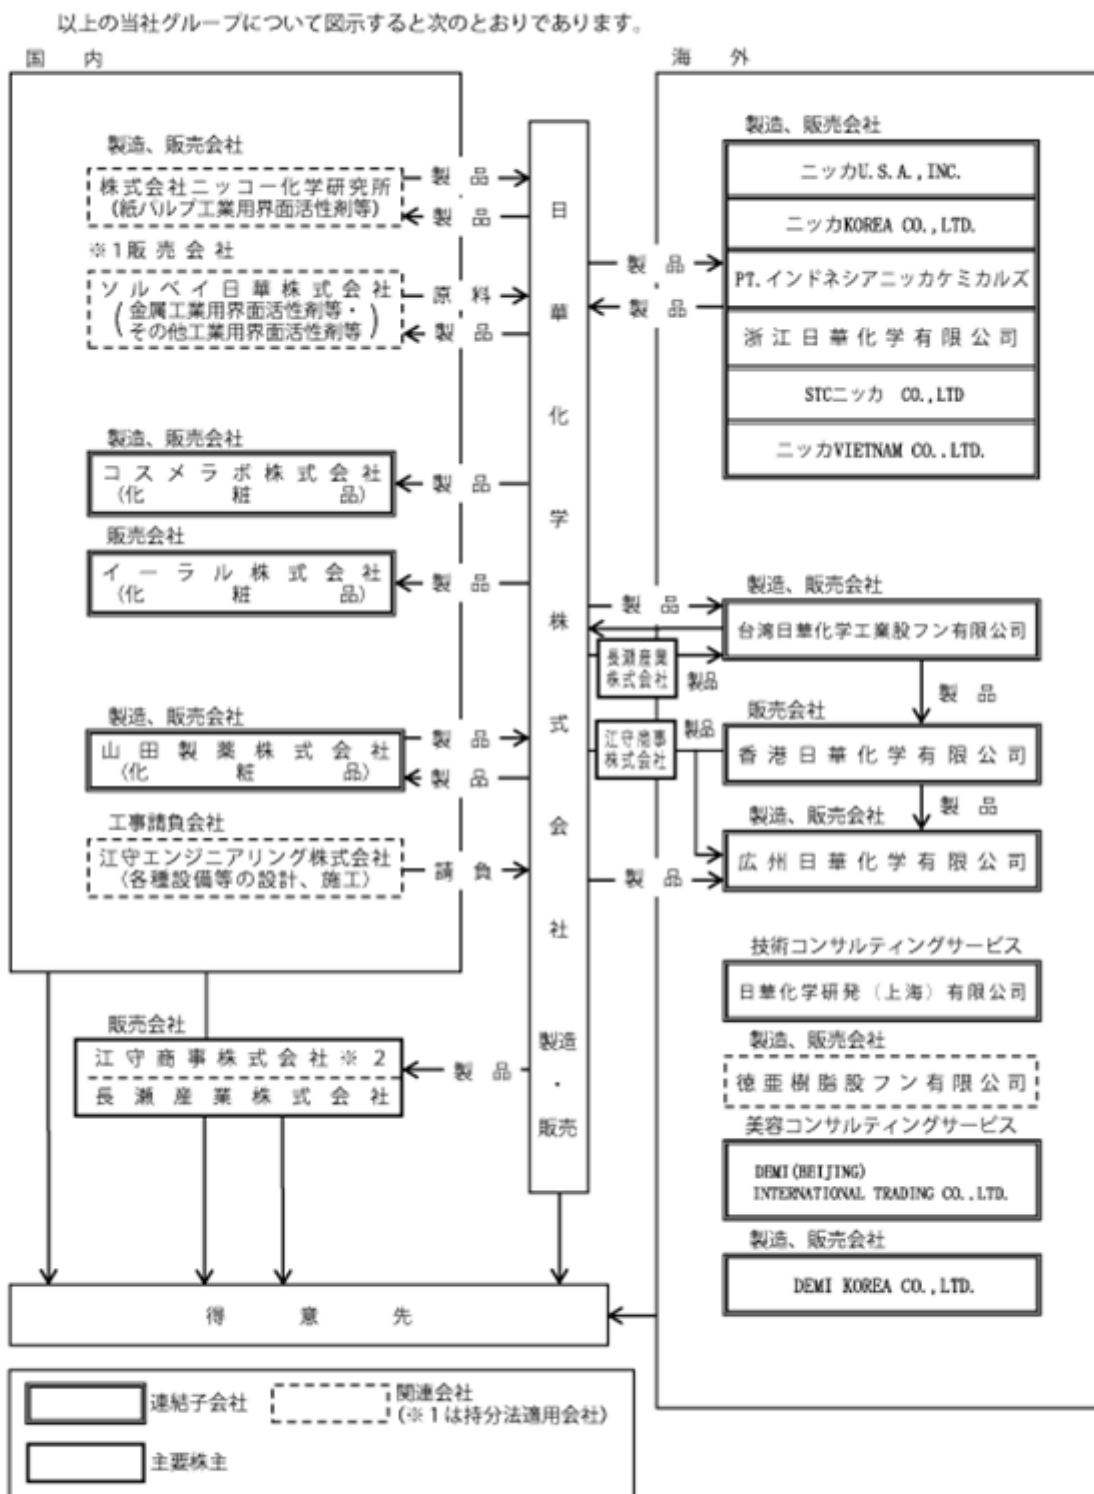 以上の当社グループについて図示すると次のとおりであります。
国 内
製造、販売会社
株式会社ニッコー化学研究所
(紙パルプ工業用界面活性剤等)
製 品
製 品
※1販売会社
ソルベイ日華株式会社
(金属工業用界面活性剤等・
その他工業用界面活性剤等)
原 料
製 品
製造、販売会社
コスメラボ株式会社
(化粧品)
製 品
販売会社
イーラル株式会社
(化粧品)
製 品
製造、販売会社
山田製薬株式会社
(化粧品)
製 品
製 品
工事請負会社
江守エンジニアリング株式会社
(各種設備等の設計、施工)
請 負
販売会社
江守商事株式会社※2
長瀬産業株式会社
製 品
日華化学株式会社
製造
・
販売
海 外
製造、販売会社
ニッカU.S.A.,INC.
ニッカKOREA CO.,LTD.
PT.インドネシアニッカケミカルズ
浙江日華化学有限公司
STCニッカ CO.,LTD
ニッカVIETNAM CO..LTD.
製 品
製 品
製造、販売会社
台湾日華化学工業股フン有限公司
製 品
長瀬産業
株式会社
製品
製 品
販売会社
香港日華化学有限公司
江守商事
株式会社
製品
製 品
製造、販売会社
広州日華化学有限公司
製 品
技術コンサルティングサービス
日華化学研発(上海)有限公司
製造、販売会社
徳亜樹脂股フン有限公司
美容コンサルティングサービス
DEMI(BEIJING)
INTERNATIONAL TRADING CO.,LTD.
製造、販売会社
DEMI KOREA CO.,LTD.
得 意 先
連結子会社
関連会社
(※1は持分法適用会社)
主要株主